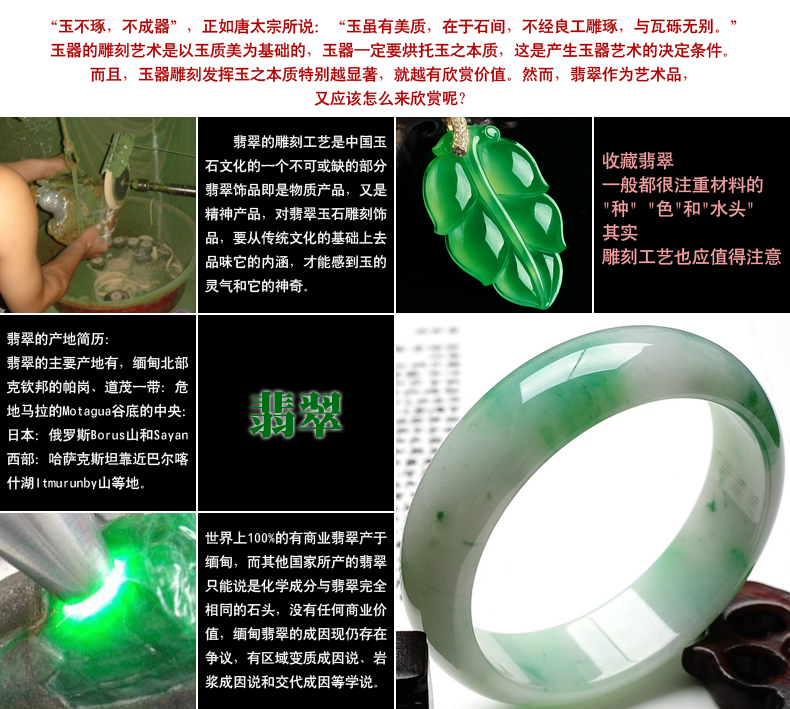 “玉不琢，不成器”，正如唐太宗所说：“玉虽有美质，在于石间，不经良工雕琢，与瓦砾无别。”
玉器的雕刻艺术是以玉质美为基础的，玉器一定要烘托玉之本质，这是产生玉器艺术的决定条件。
而且，玉器雕刻发挥玉之本质特别越显著，就越有欣赏价值。然而，翡翠作为艺术品，
又应该怎么来欣赏呢？
翡翠的雕刻工艺是中国玉
石文化的一个不可或缺的部分
翡翠饰品即是物质产品，又是
精神产品，对翡翠玉石雕刻饰
品，要从传统文化的基础上去
品味它的内涵，才能感到玉的
灵气和它的神奇。
收藏翡翠
一般都很注重材料的
"种" "色"和"水头"
其实
雕刻工艺也应值得注意
翡翠的产地简历：
翡翠的主要产地有，缅甸北部
克钦邦的帕岗、道茂一带：危
地马拉的Motagua谷底的中央：
日本：俄罗斯Borus山和Sayan
西部：哈萨克斯坦靠近巴尔喀
什湖Itmurunby山等地。
翡翠
世界上100%的有商业翡翠产于
缅甸，而其他国家所产的翡翠
只能说是化学成分与翡翠完全
相同的石头，没有任何商业价
值，缅甸翡翠的成因现仍存在
争议，有区域变质成因说、岩
浆成因说和交代成因等学说。